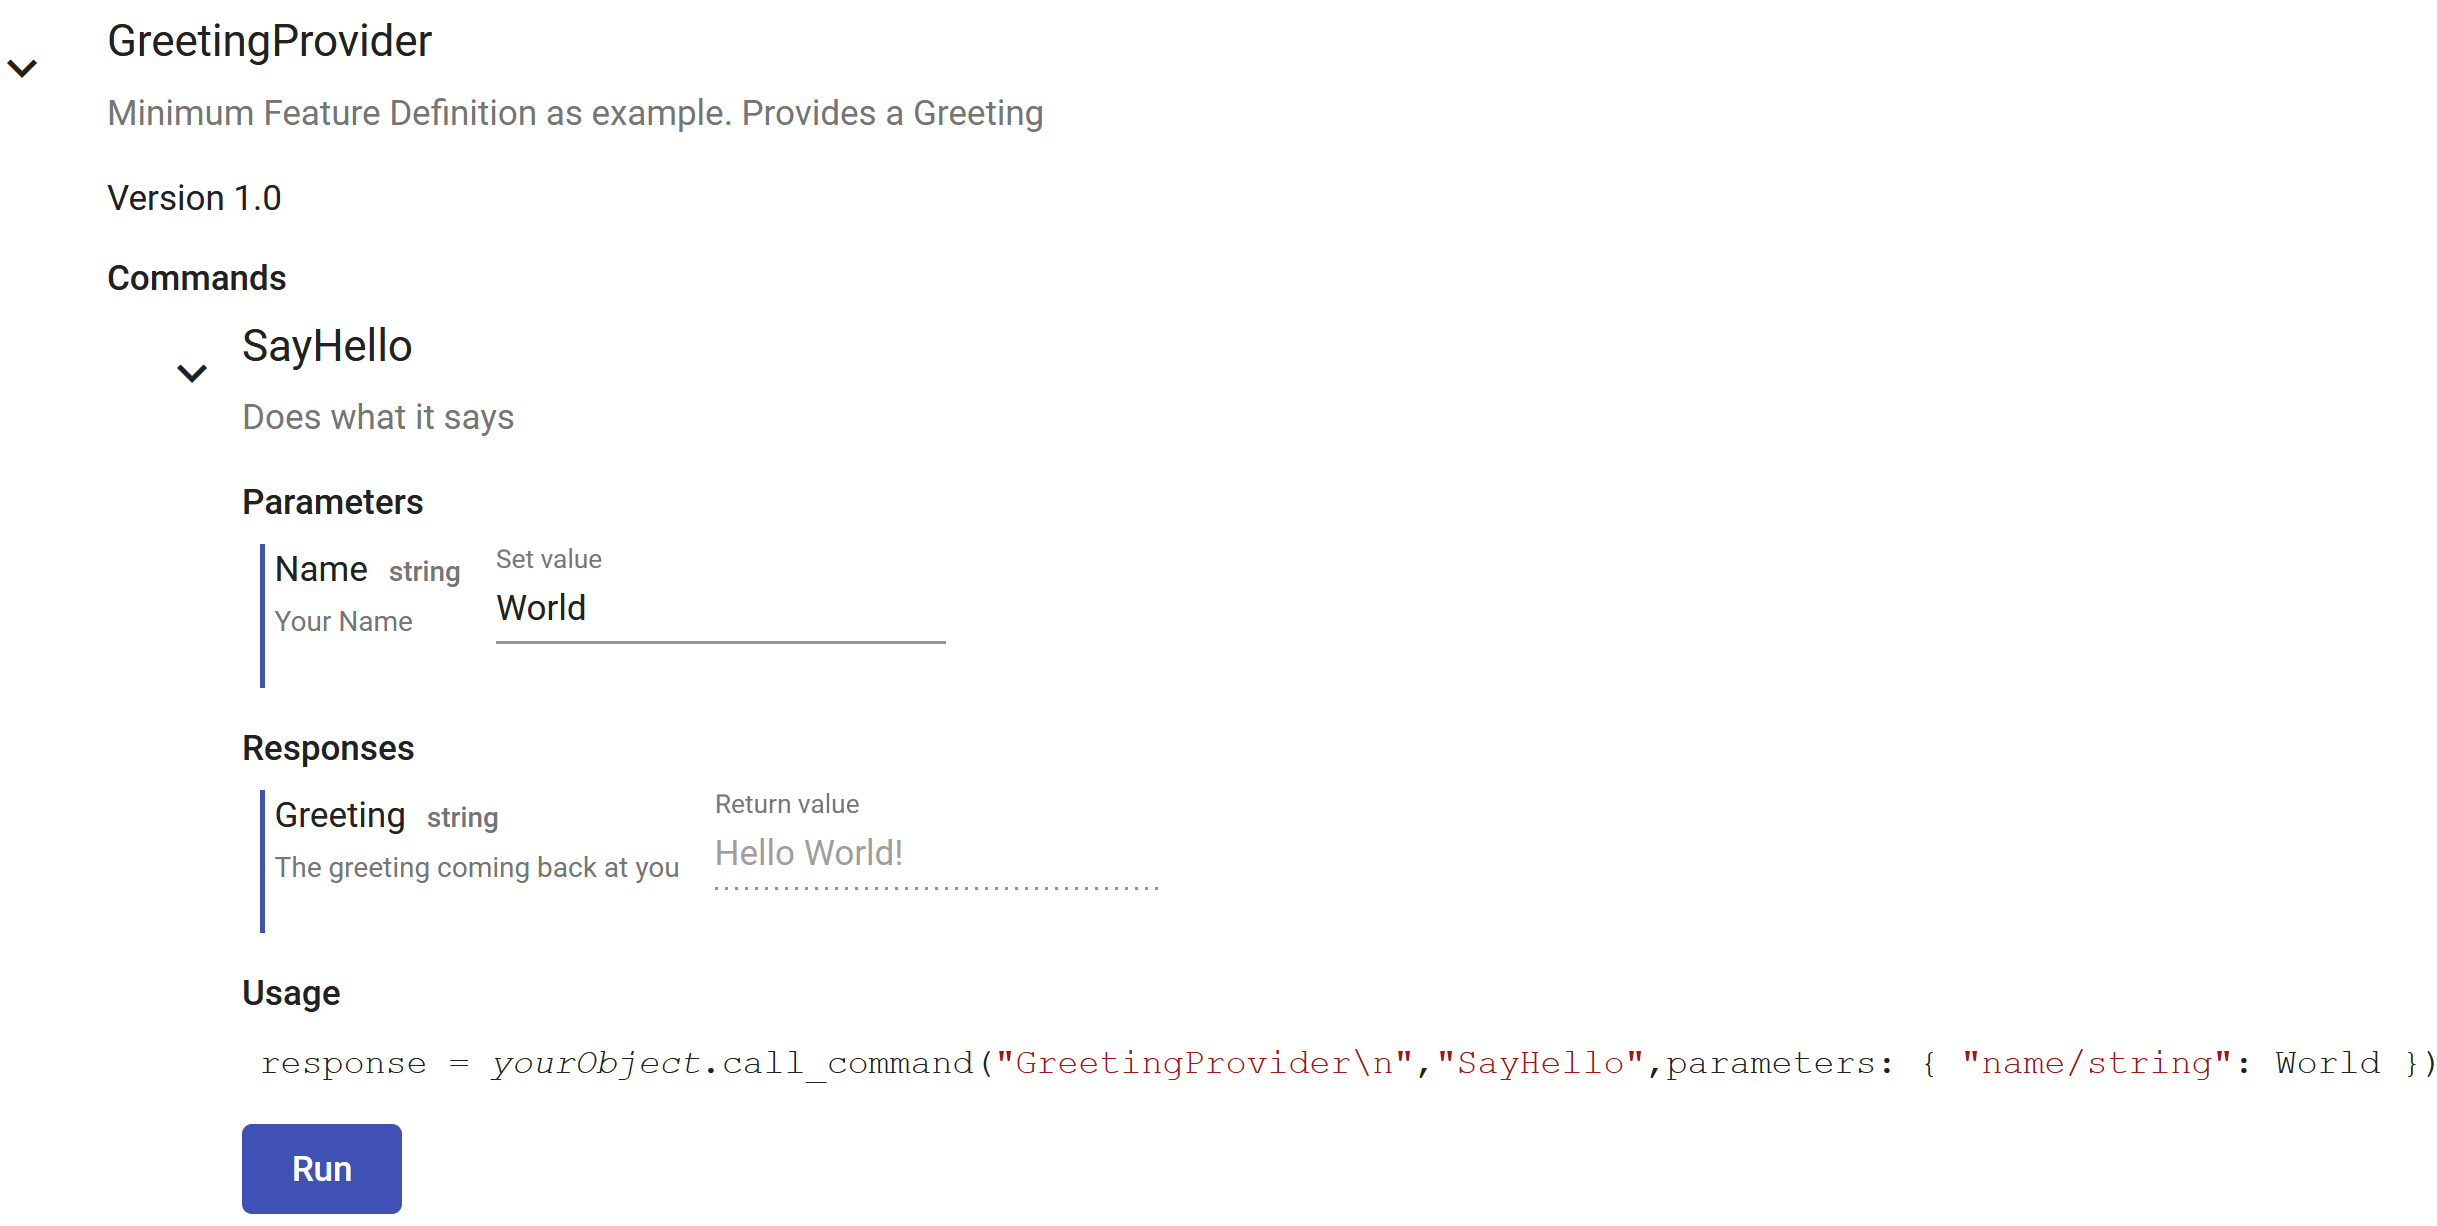 GreetingProvider
Minimum Feature Definition as example. Provides a Greeting
Version 1.0
Commands
SayHello
Does what it says
Parameters
Name string
Your Name
Set value
World
Responses
Greeting string
The greeting coming back at you
Return value
Hello World!
Usage
response = yourObject.call_command("GreetingProvider\n","SayHello",parameters: { "name/string": World })
Run